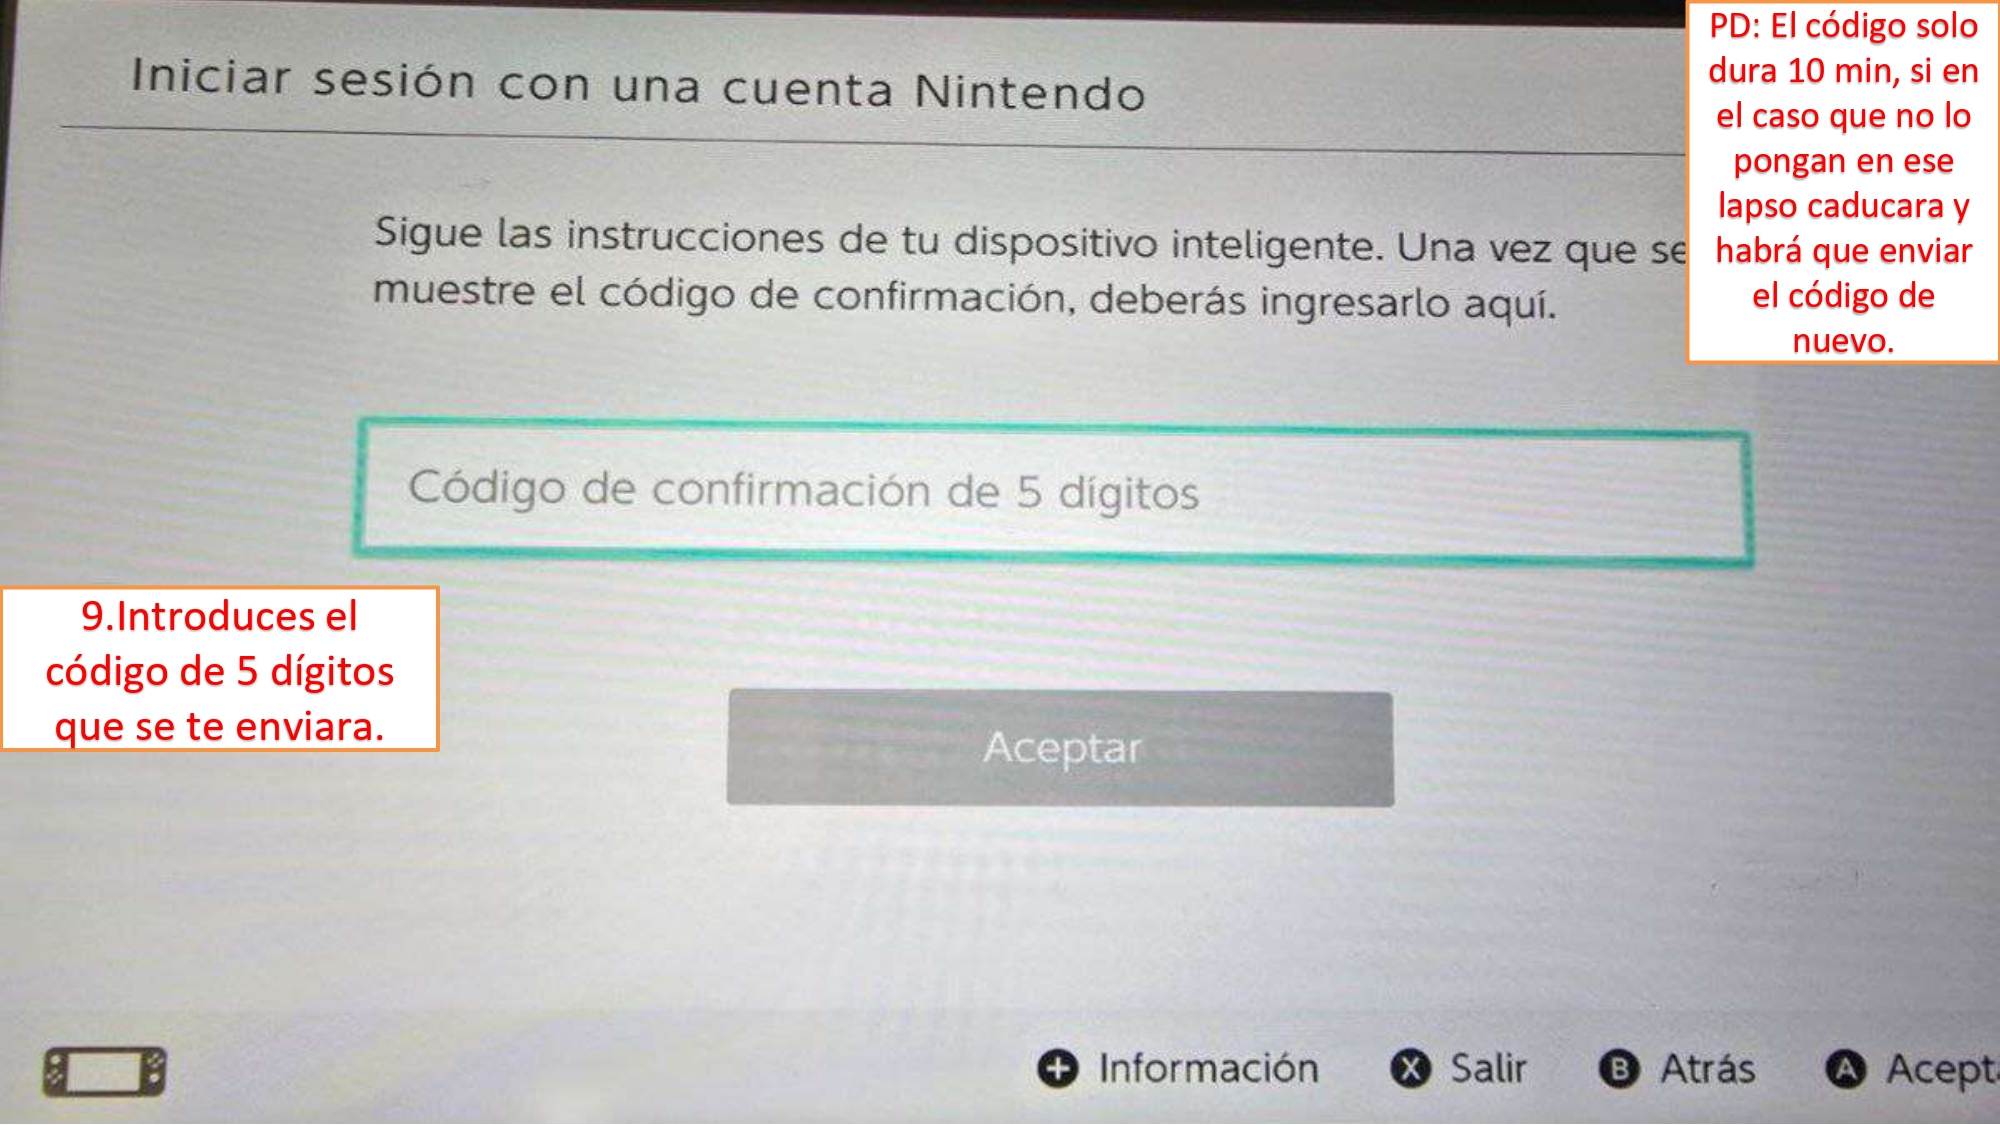 Iniciar sesión con una cuenta Nintendo
PD: El código solo
dura 10 min, si en
el caso que no lo
pongan en ese
lapso caducara y
habrá que enviar
el código de
nuevo.
Sigue las instrucciones de tu dispositivo inteligente. Una vez que se
muestre el código de confirmación, deberás ingresarlo aquí.
Código de confirmación de 5 dígitos
9.Introduces el
código de 5 dígitos
que se te enviara.
Aceptar
+ Información X Salir B Atrás A Acept